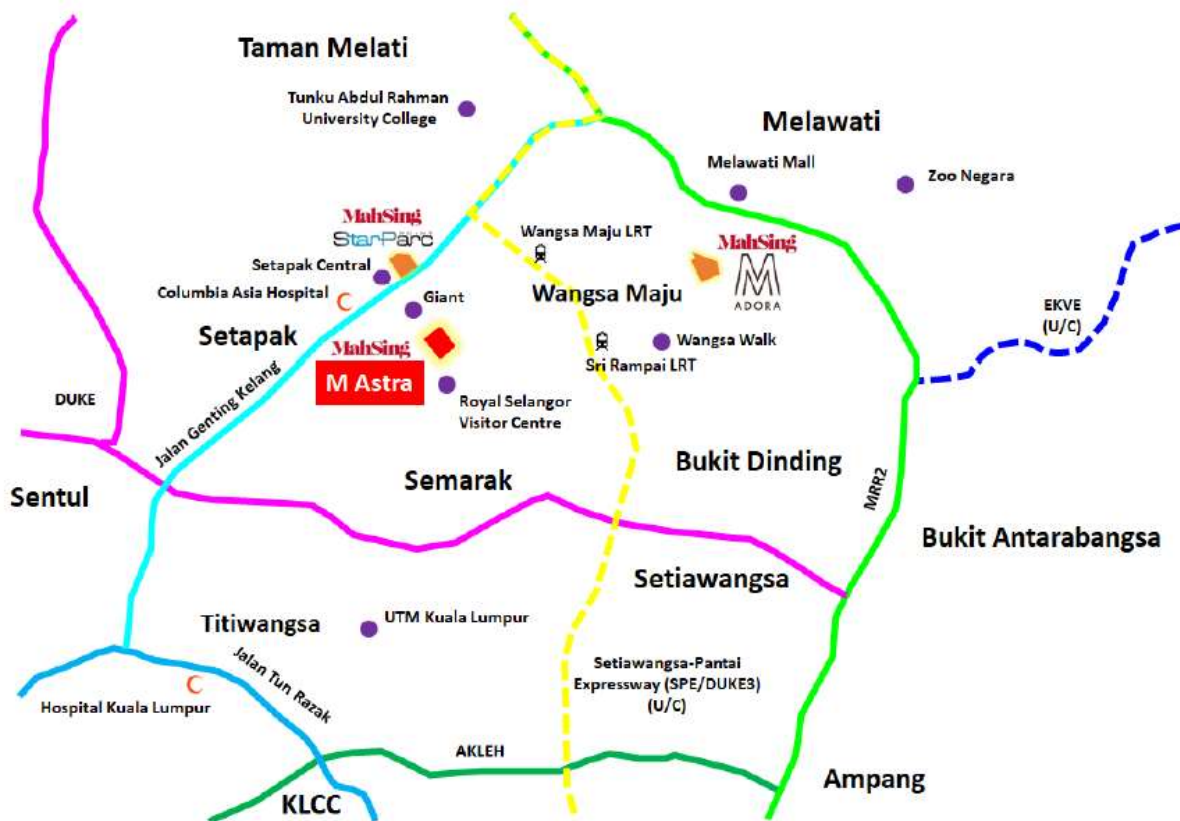 Taman Melati
Tunku Abdul Rahman
University College
Melawati
Melawati Mall
Zoo Negara
MahSing
StarParc
Wangsa Maju LRT
MahSing
M
ADORA
Setapak Central
Columbia Asia Hospital
Giant
Wangsa Maju
EKVE
(U/C)
Setapak
MahSing
M Astra
Sri Rampai LRT
Wangsa Walk
Royal Selangor
Visitor Centre
DUKE
Jalan Genting Kelang
Bukit Dinding
Semarak
MRR2
Sentul
Bukit Antarabangsa
Setiawangsa
Titiwangsa
UTM Kuala Lumpur
Jalan Tun Razak
Setiawangsa-Pantai
Expressway (SPE/DUKE3)
(U/C)
Hospital Kuala Lumpur
AKLEH
Ampang
KLCC